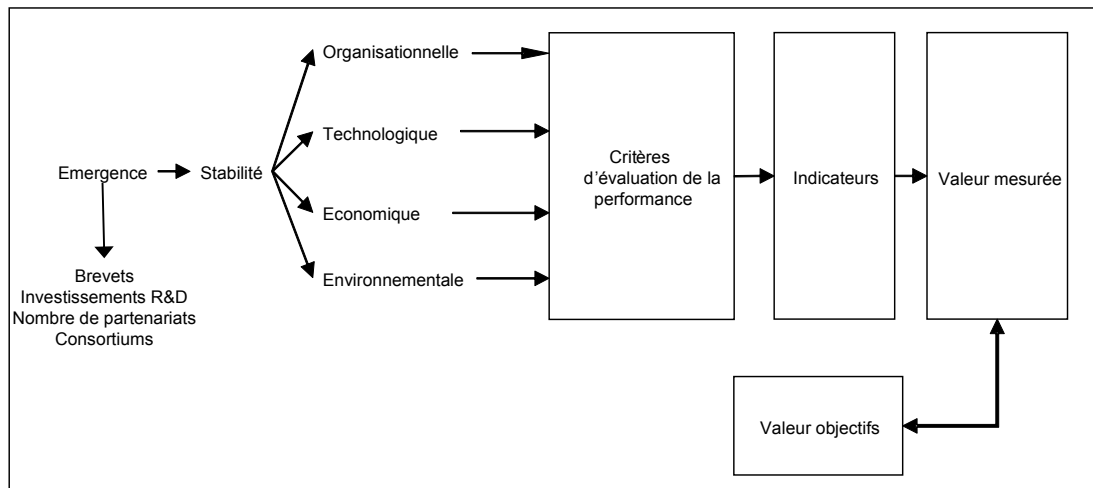 Emergence
Brevets
Investissements R&D
Nombre de partenariats
Consortiums
Stabilité
Organisationnelle
Technologique
Economique
Environnementale
Critères
d'évaluation de la
performance
Indicateurs
Valeur mesurée
Valeur objectifs